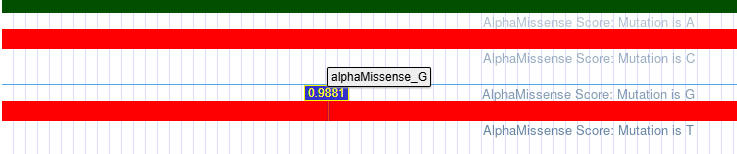 AlphaMissense Score: Mutation is A
AlphaMissense Score: Mutation is C
alphaMissense_G
0.9881
AlphaMissense Score: Mutation is G
AlphaMissense Score: Mutation is T